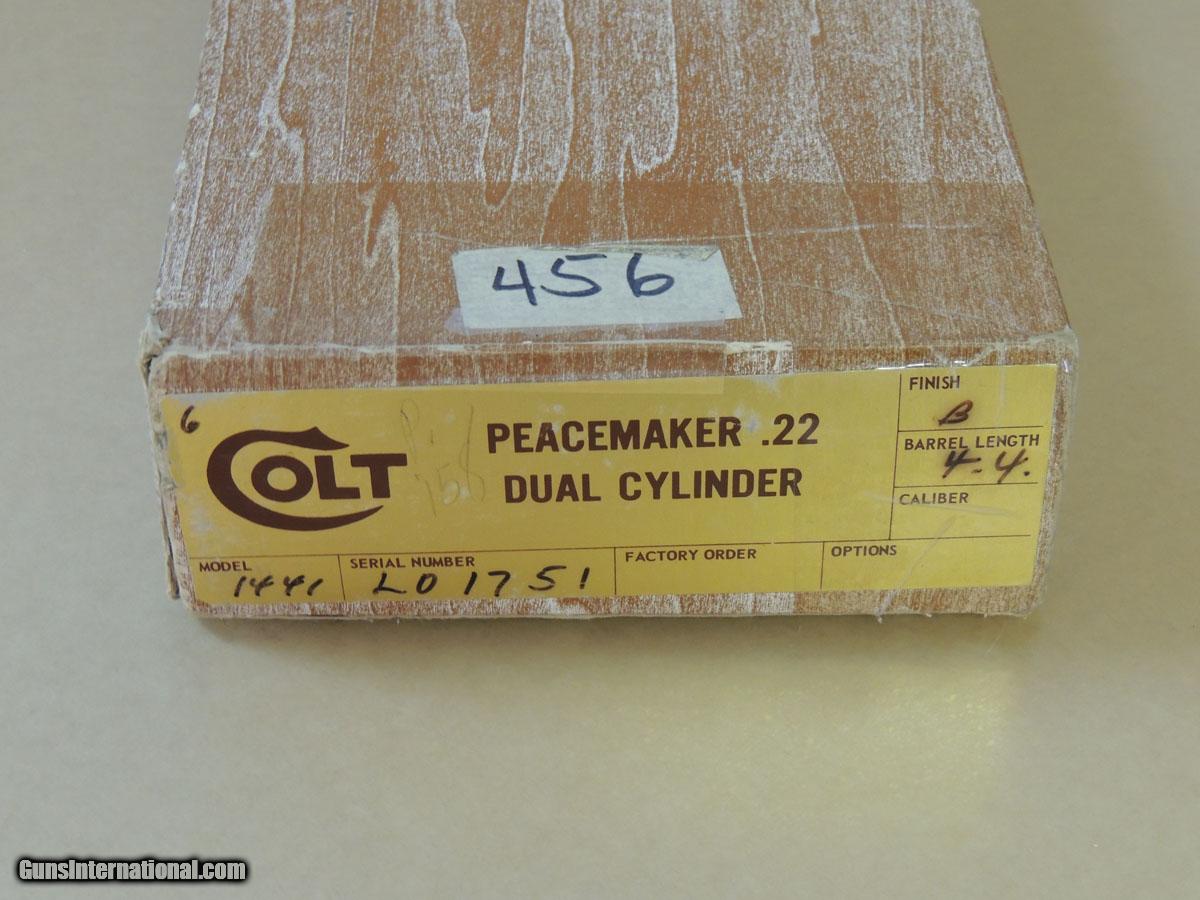 456
6
COLT
PEACEMAKER .22
DUAL CYLINDER
FINISH
B
BARREL LENGTH
4.4.
CALIBER
MODEL
1441
SERIAL NUMBER
LO1751
FACTORY ORDER
OPTIONS
GunsInternational.com